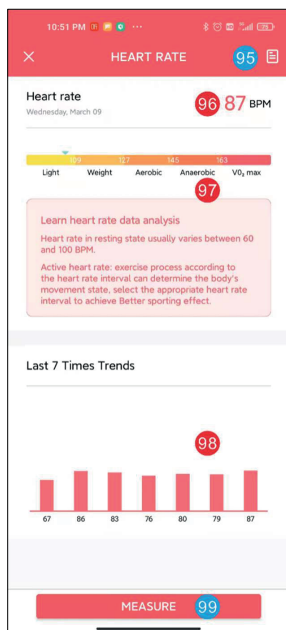 10:51 PM
HEART RATE 95
Heart rate 96 87 BPM
Wednesday, March 09
109 127 145 163
Light Weight Aerobic Anaerobic VO₂ max
97
Learn heart rate data analysis
Heart rate in resting state usually varies between 60
and 100 BPM.
Active heart rate: exercise process according to
the heart rate interval can determine the body's
movement state, select the appropriate heart rate
interval to achieve Better sporting effect.
Last 7 Times Trends
98
67 86 83 76 80 79 87
MEASURE 99